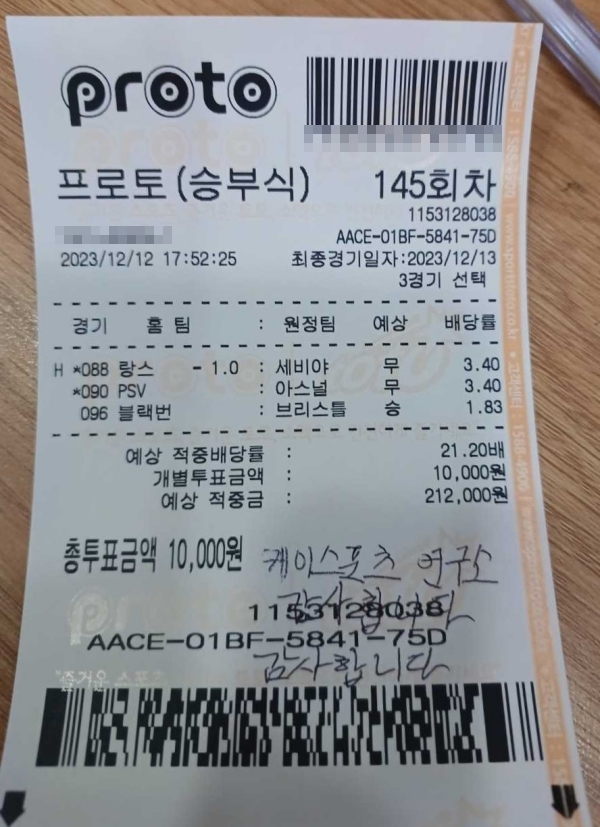 proto
프로토(승부식) 145회차
1153128038
AACE-01BF-5841-75D
2023/12/12 17:52:25 최종경기일자:2023/12/13
3경기 선택
경기 홈팀 : 원정팀 예상 배당률
H *088 랑스 -1.0 : 세비야 무 3.40
*090 PSV : 아스널 무 3.40
096 블랙번 : 브리스톨 승 1.83
예상 적중배당률 : 21.20배
개별투표금액 : 10,000원
예상 적중금 : 212,000원
총투표금액 10,000원 케이스포츠 연구소
감사합니다
1153128038
AACE-01BF-5841-75D
감사합니다
"즐거운 스포츠